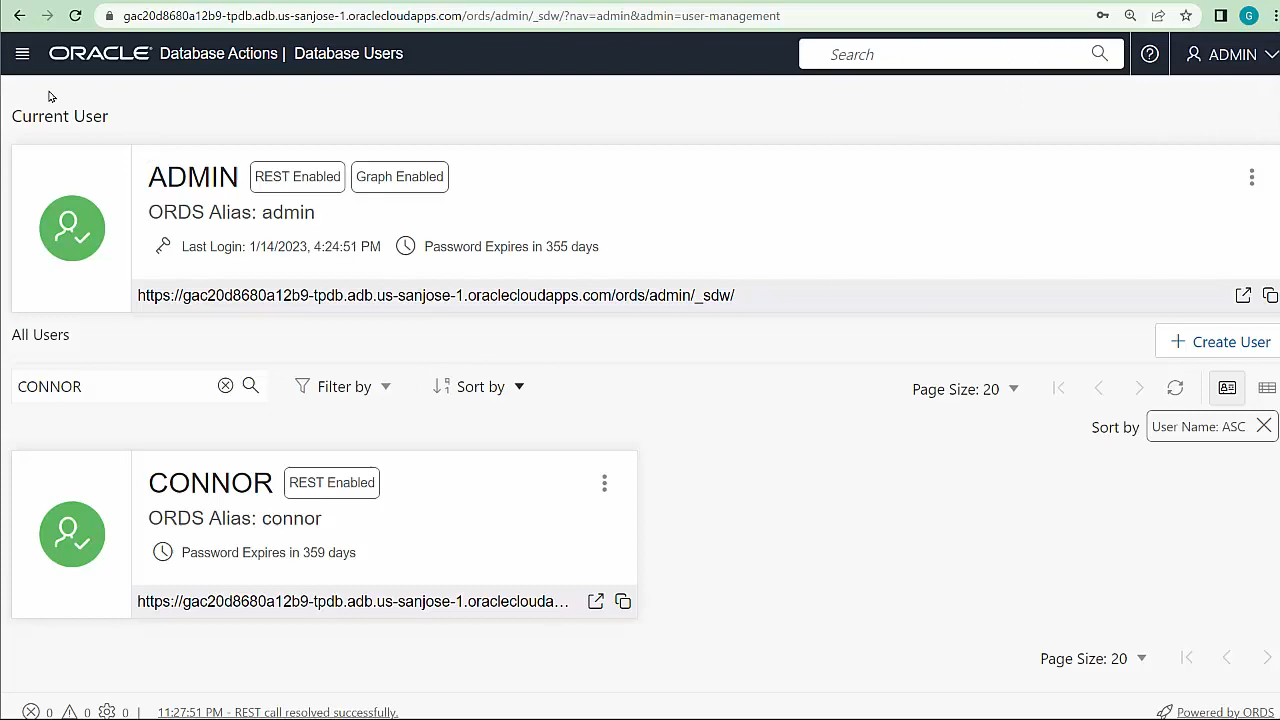 gac20d8680a12b9-tpdb.adb.us-sanjose-1.oraclecloudapps.com/ords/admin/_sdw/?nav=admin&admin=user-management
G
ORACLE Database Actions | Database Users
Search
ADMIN
Current User
ADMIN REST Enabled Graph Enabled
ORDS Alias: admin
Last Login: 1/14/2023, 4:24:51 PM Password Expires in 355 days
https://gac20d8680a12b9-tpdb.adb.us-sanjose-1.oraclecloudapps.com/ords/admin/_sdw/
All Users
+ Create User
CONNOR Filter by Sort by Page Size: 20
Sort by User Name: ASC
CONNOR REST Enabled
ORDS Alias: connor
Password Expires in 359 days
https://gac20d8680a12b9-tpdb.adb.us-sanjose-1.oracleclouda...
Page Size: 20
0 0 0 | 11:27:51 PM - REST call resolved successfully. Powered by ORDS